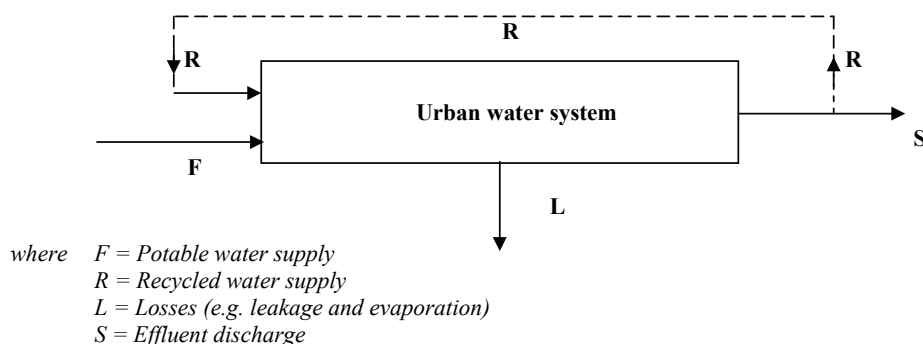 R
R
R
Urban water system
S
F
L
where F = Potable water supply
R = Recycled water supply
L = Losses (e.g. leakage and evaporation)
S = Effluent discharge